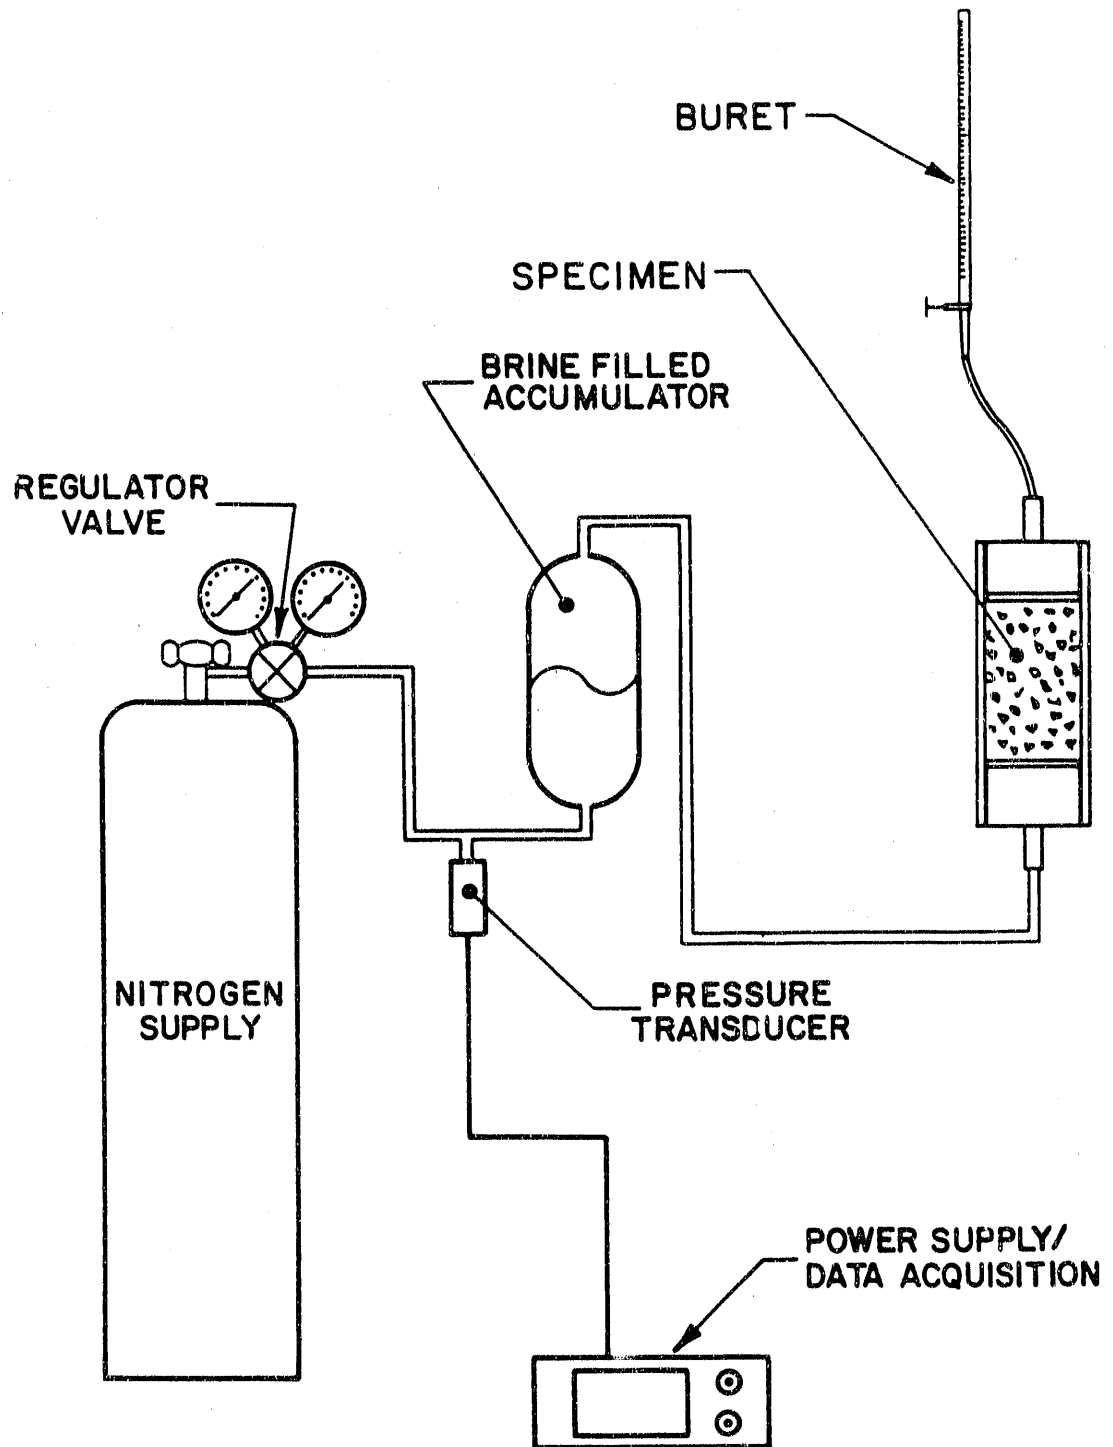 BURET
SPECIMEN
BRINE FILLED
ACCUMULATOR
REGULATOR
VALVE
NITROGEN
SUPPLY
PRESSURE
TRANSDUCER
POWER SUPPLY/
DATA ACQUISITION